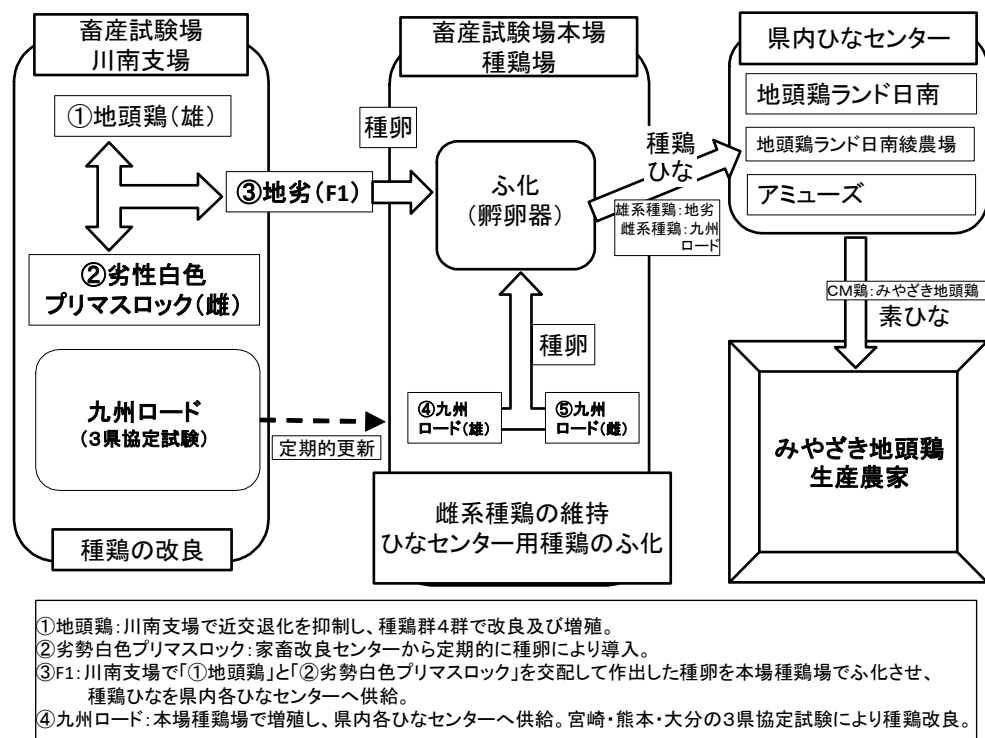 畜産試験場
川南支場
①地頭鶏(雄)
③地劣(F1)
②劣性白色
プリマスロック(雌)
九州ロード
(3県協定試験)
定期的更新
種鶏の改良
畜産試験場本場
種鶏場
種卵
ふ化
(孵卵器)
種卵
④九州
ロード(雄)
⑤九州
ロード(雌)
雌系種鶏の維持
ひなセンター用種鶏のふ化
種鶏
ひな
雄系種鶏:地劣
雌系種鶏:九州
ロード
県内ひなセンター
地頭鶏ランド日南
地頭鶏ランド日南綾農場
アミューズ
CM鶏:みやざき地頭鶏
素ひな
みやざき地頭鶏
生産農家
①地頭鶏:川南支場で近交退化を抑制し、種鶏群4群で改良及び増殖。
②劣勢白色プリマスロック:家畜改良センターから定期的に種卵により導入。
③F1:川南支場で「①地頭鶏」と「②劣勢白色プリマスロック」を交配して作出した種卵を本場種鶏場でふ化させ、
種鶏ひなを県内各ひなセンターへ供給。
④九州ロード:本場種鶏場で増殖し、県内各ひなセンターへ供給。宮崎・熊本・大分の3県協定試験により種鶏改良。